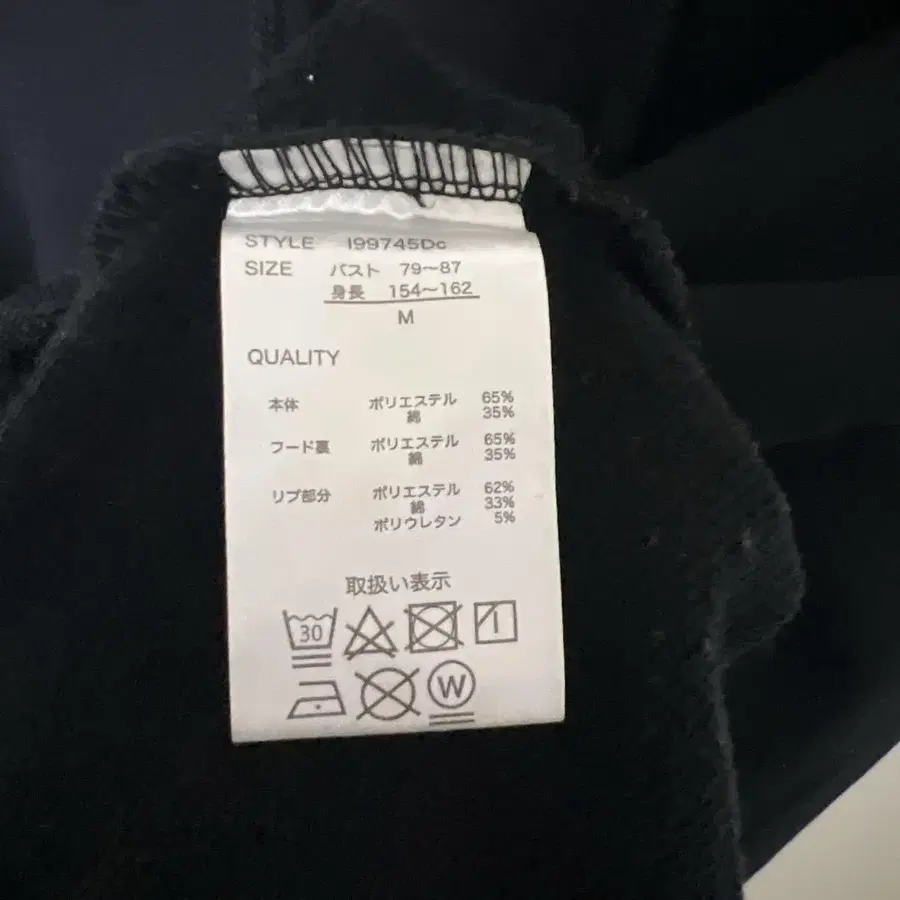 STYLE I99745Dc
SIZE バスト 79～87
身長 154～162
M
QUALITY
本体 ポリエステル 65%
綿 35%
フード裏 ポリエステル 65%
綿 35%
リブ部分 ポリエステル 62%
綿 33%
ポリウレタン 5%
取扱い表示
30
W